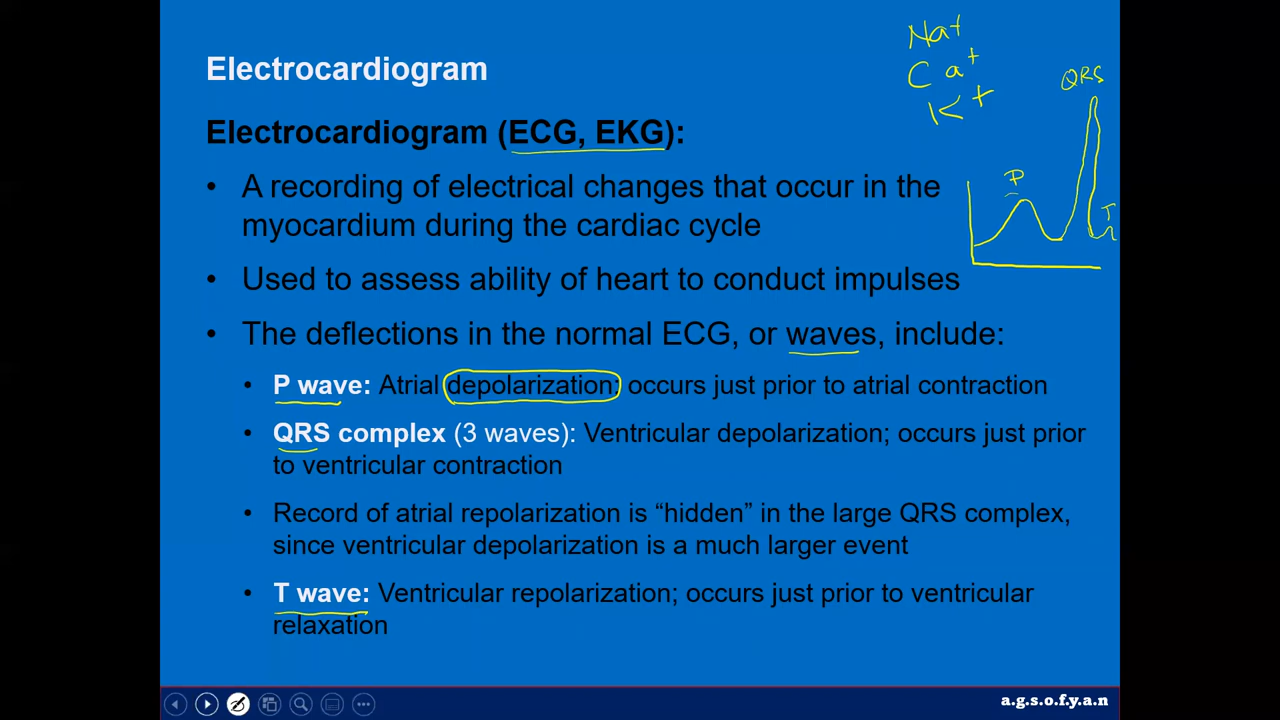 Na+
Ca+
K+
QRS
P
T
Electrocardiogram
Electrocardiogram (ECG, EKG):
• A recording of electrical changes that occur in the
myocardium during the cardiac cycle
• Used to assess ability of heart to conduct impulses
• The deflections in the normal ECG, or waves, include:
• P wave: Atrial depolarization; occurs just prior to atrial contraction
• QRS complex (3 waves): Ventricular depolarization; occurs just prior
to ventricular contraction
• Record of atrial repolarization is “hidden” in the large QRS complex,
since ventricular depolarization is a much larger event
• T wave: Ventricular repolarization; occurs just prior to ventricular
relaxation
a.g.s.o.f.y.a.n